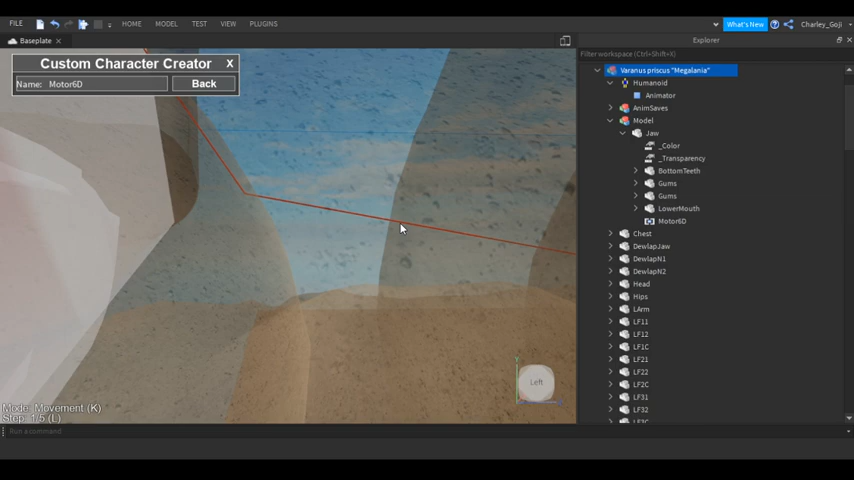 FILE HOME MODEL TEST VIEW PLUGINS What's New Charley_Goji
Baseplate Explorer
Filter workspace (Ctrl+Shift+X)
Custom Character Creator X
Name: Motor6D Back
Varanus priscus "Megalania"
Humanoid
Animator
AnimSaves
Model
Jaw
_Color
_Transparency
BottomTeeth
Gums
Gums
LowerMouth
Motor6D
Chest
DewlapJaw
DewlapN1
DewlapN2
Head
Hips
LArm
LF11
LF12
LF1C
LF21
LF22
LF2C
LF31
LF32
LF3C
Y
Left
Mode: Movement (K)
Step: 1/5 (L)
Run a command